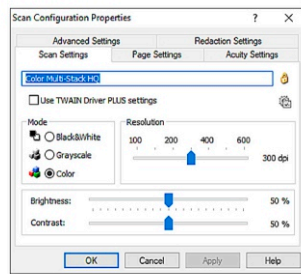 Scan Configuration Properties
? X
Advanced Settings Redaction Settings
Scan Settings Page Settings Acuity Settings
Color Multi-Stack HQ
Use TWAIN Driver PLUS settings
Mode Resolution
Black&White 100 200 400 600
Grayscale 300 dpi
Color
Brightness: 50 %
Contrast: 50 %
OK Cancel Apply Help